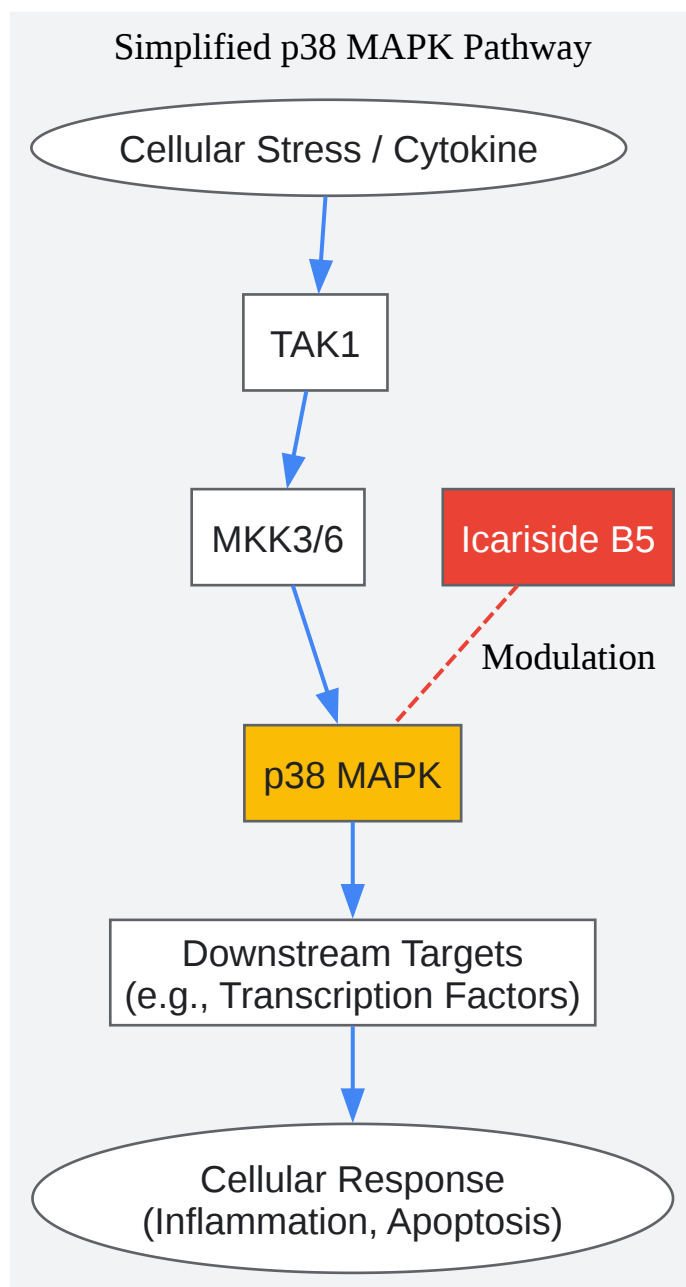 Simplified p38 MAPK Pathway
Cellular Stress / Cytokine
TAK1
MKK3/6
Icariside B5
Modulation
p38 MAPK
Downstream Targets
(e.g., Transcription Factors)
Cellular Response
(Inflammation, Apoptosis)